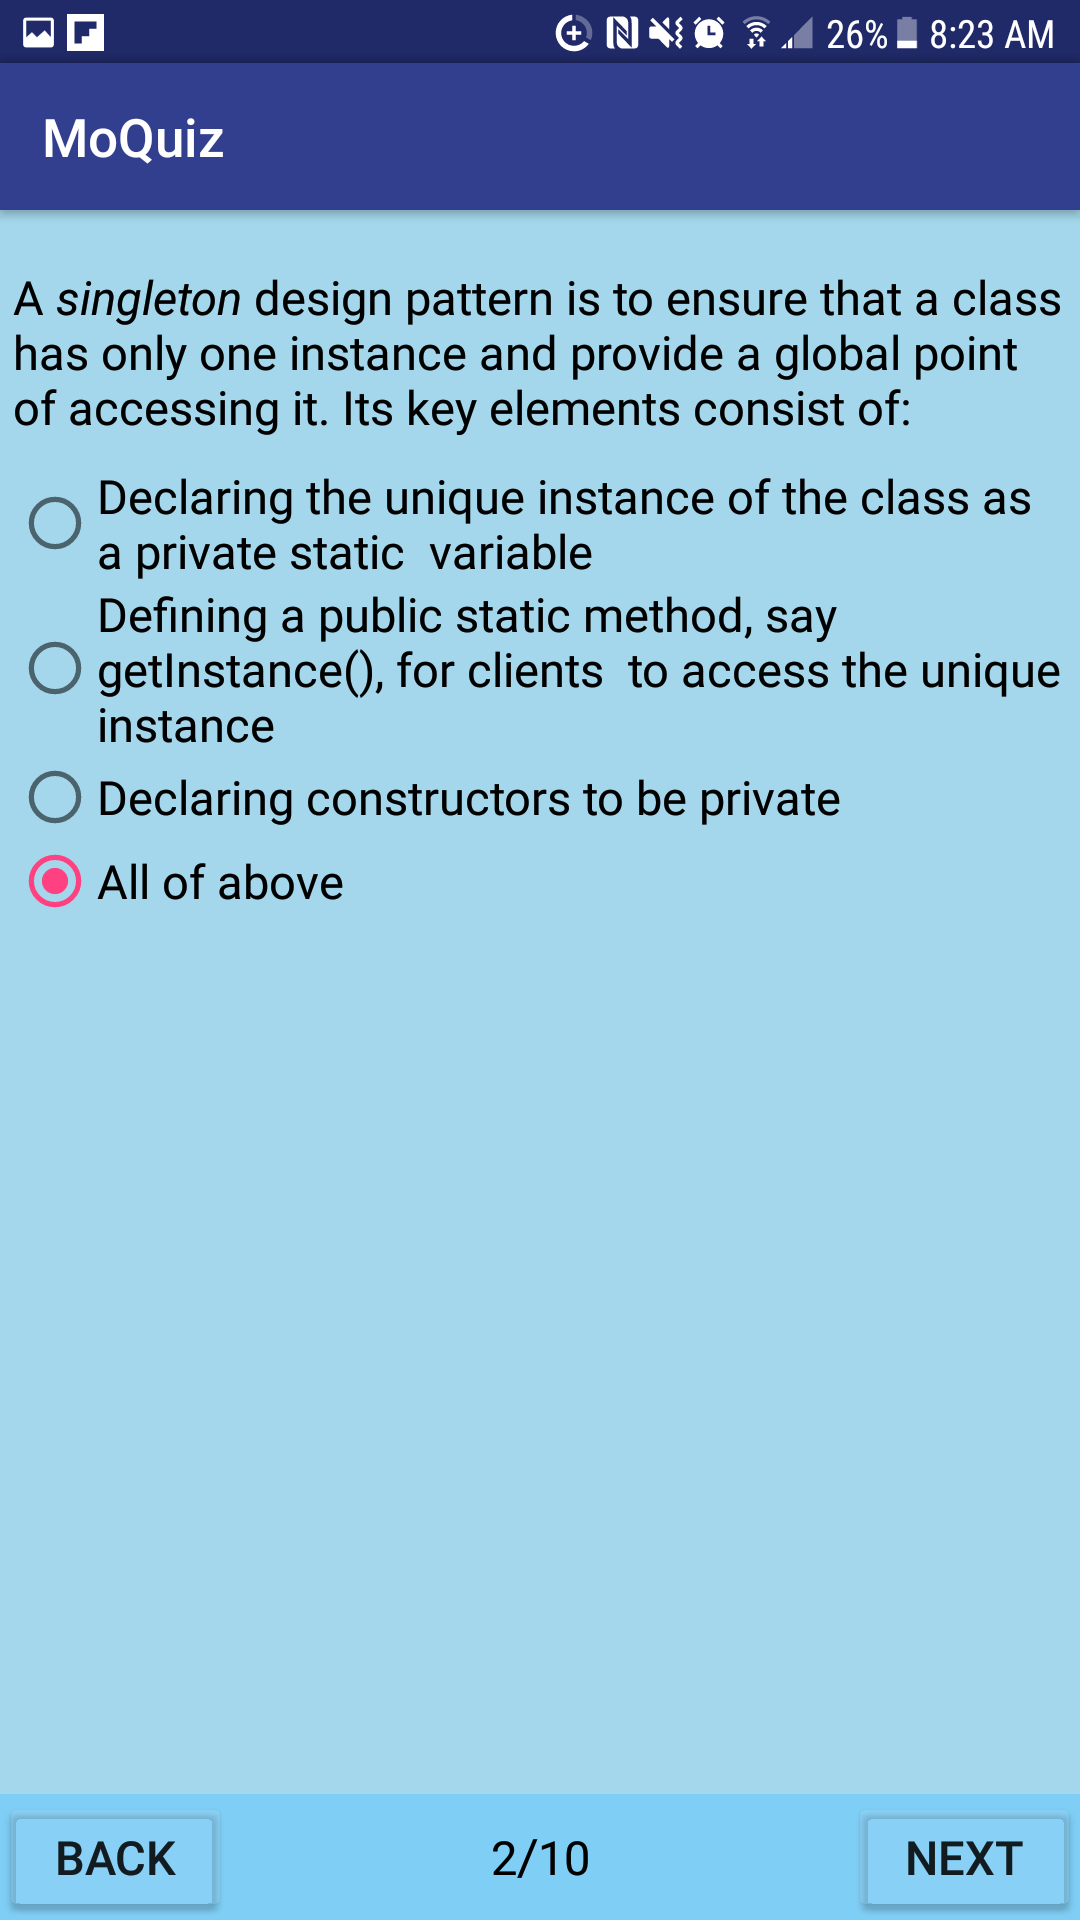 26% 8:23 AM
MoQuiz
A singleton design pattern is to ensure that a class
has only one instance and provide a global point
of accessing it. Its key elements consist of:
Declaring the unique instance of the class as
a private static  variable
Defining a public static method, say
getInstance(), for clients  to access the unique
instance
Declaring constructors to be private
All of above
BACK 2/10 NEXT